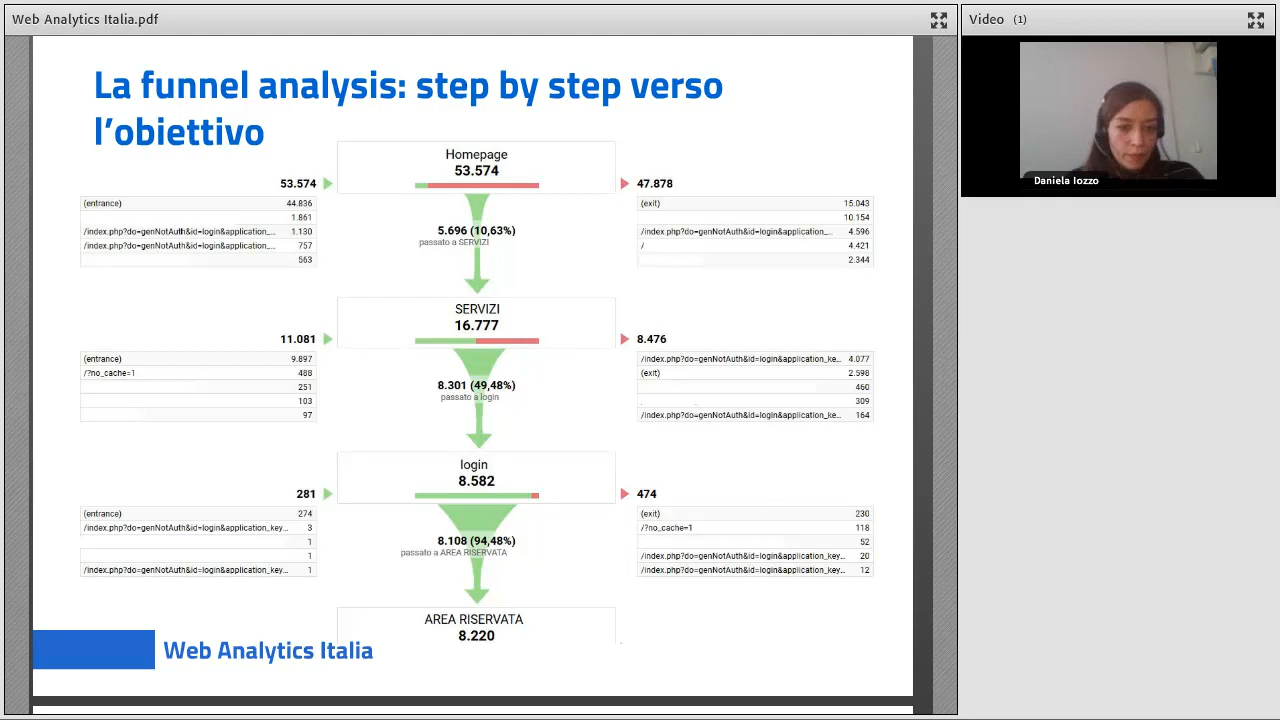 Web Analytics Italia.pdf
Video (1)
Daniela Iozzo
La funnel analysis: step by step verso
l'obiettivo
Homepage
53.574
53.574
47.878
(entrance) 44.836
1.861
/index.php?do=genNotAuth&id=login&application_... 1.130
/index.php?do=genNotAuth&id=login&application_... 757
563
(exit) 15.043
10.154
/index.php?do=genNotAuth&id=login&application_... 4.596
/ 4.421
2.344
5.696 (10,63%)
passato a SERVIZI
SERVIZI
16.777
11.081
8.476
(entrance) 9.897
/?no_cache=1 488
251
103
97
/index.php?do=genNotAuth&id=login&application_ke... 4.077
(exit) 2.598
460
309
/index.php?do=genNotAuth&id=login&application_ke... 164
8.301 (49,48%)
passato a login
login
8.582
281
474
(entrance) 274
/index.php?do=genNotAuth&id=login&application_key... 3
1
1
/index.php?do=genNotAuth&id=login&application_key... 1
(exit) 230
/?no_cache=1 118
52
/index.php?do=genNotAuth&id=login&application_key... 20
/index.php?do=genNotAuth&id=login&application_key... 12
8.108 (94,48%)
passato a AREA RISERVATA
AREA RISERVATA
8.220
Web Analytics Italia